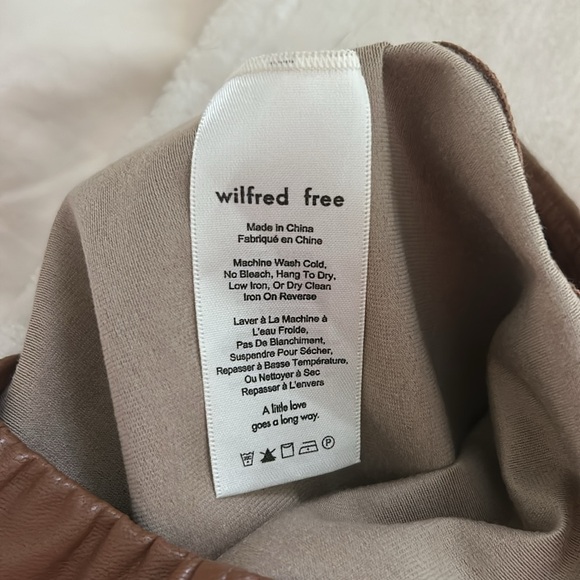 wilfred free
Made in China
Fabriqué en Chine
Machine Wash Cold,
No Bleach, Hang To Dry,
Low Iron, Or Dry Clean
Iron On Reverse
Laver à La Machine à
L'eau Froide,
Pas De Blanchiment,
Suspendre Pour Sécher,
Repasser à Basse Température,
Ou Nettoyer à Sec
Repasser à L'envers
A little love
goes a long way.
P